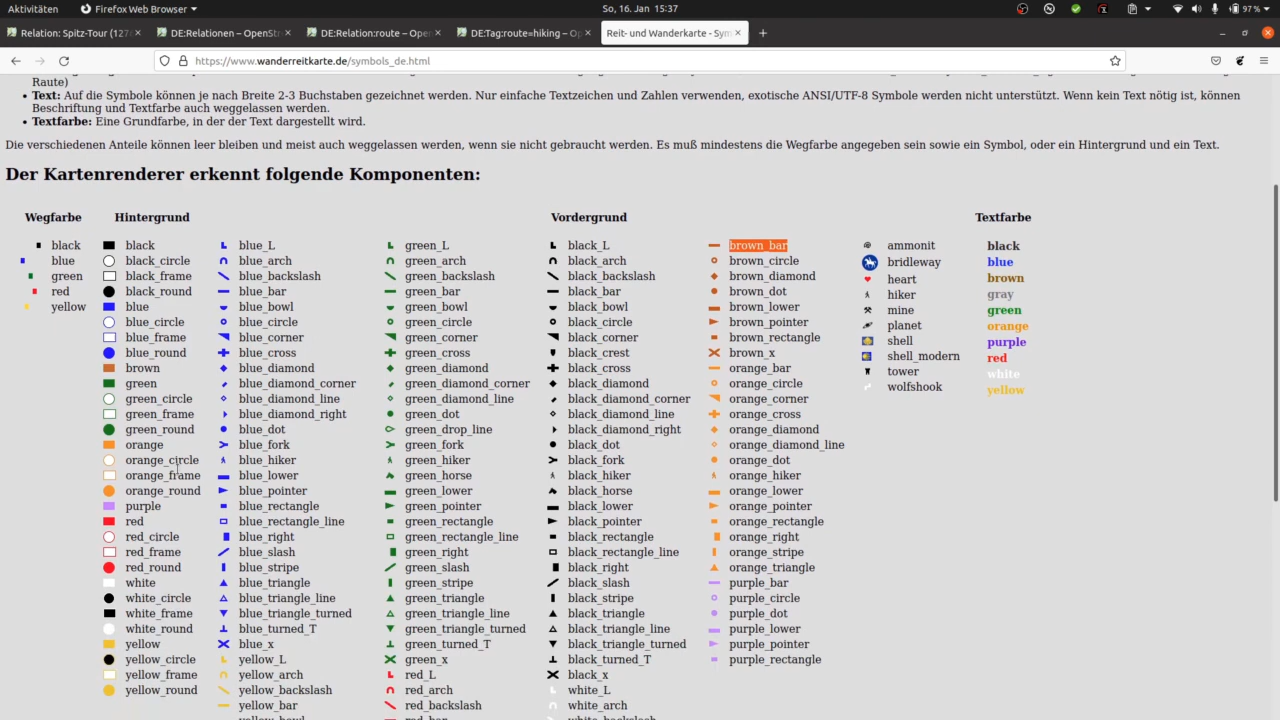 Aktivitäten
Firefox Web Browser
So, 16. Jan 15:37
97 %
Relation: Spitz-Tour (127
DE:Relationen – OpenStr
DE:Relation:route – Open
DE:Tag:route=hiking – Op
Reit- und Wanderkarte - Sym
https://www.wanderreitkarte.de/symbols_de.html
Raute)
Text: Auf die Symbole können je nach Breite 2-3 Buchstaben gezeichnet werden. Nur einfache Textzeichen und Zahlen verwenden, exotische ANSI/UTF-8 Symbole werden nicht unterstützt. Wenn kein Text nötig ist, können
Beschriftung und Textfarbe auch weggelassen werden.
Textfarbe: Eine Grundfarbe, in der der Text dargestellt wird.
Die verschiedenen Anteile können leer bleiben und meist auch weggelassen werden, wenn sie nicht gebraucht werden. Es muß mindestens die Wegfarbe angegeben sein sowie ein Symbol, oder ein Hintergrund und ein Text.
Der Kartenrenderer erkennt folgende Komponenten:
Wegfarbe Hintergrund Vordergrund Textfarbe
black black blue_L green_L black_L brown_bar ammonit black
blue black_circle blue_arch green_arch black_arch brown_circle bridleway blue
green black_frame blue_backslash green_backslash black_backslash brown_diamond heart brown
red black_round blue_bar green_bar black_bar brown_dot hiker gray
yellow blue blue_bowl green_bowl black_bowl brown_lower mine green
blue_circle blue_circle green_circle black_circle brown_pointer planet orange
blue_frame blue_corner green_corner black_corner brown_rectangle shell purple
blue_round blue_cross green_cross black_crest brown_x shell_modern red
brown blue_diamond green_diamond black_cross orange_bar tower white
green blue_diamond_corner green_diamond_corner black_diamond orange_circle wolfshook yellow
green_circle blue_diamond_line green_diamond_line black_diamond_corner orange_corner
green_frame blue_diamond_right green_dot black_diamond_line orange_cross
green_round blue_dot green_drop_line black_diamond_right orange_diamond
orange blue_fork green_fork black_dot orange_diamond_line
orange_circle blue_hiker green_hiker black_fork orange_dot
orange_frame blue_lower green_horse black_hiker orange_hiker
orange_round blue_pointer green_lower black_horse orange_lower
purple blue_rectangle green_pointer black_lower orange_pointer
red blue_rectangle_line green_rectangle black_pointer orange_rectangle
red_circle blue_right green_rectangle_line black_rectangle orange_right
red_frame blue_slash green_right black_rectangle_line orange_stripe
red_round blue_stripe green_slash black_right orange_triangle
white blue_triangle green_stripe black_slash purple_bar
white_circle blue_triangle_line green_triangle black_stripe purple_circle
white_frame blue_triangle_turned green_triangle_line black_triangle purple_dot
white_round blue_turned_T green_triangle_turned black_triangle_line purple_lower
yellow blue_x green_turned_T black_triangle_turned purple_pointer
yellow_circle yellow_L green_x black_turned_T purple_rectangle
yellow_frame yellow_arch red_L black_x
yellow_round yellow_backslash red_arch white_L
yellow_bar red_backslash white_arch
yellow_bowl red_bar white_backslash